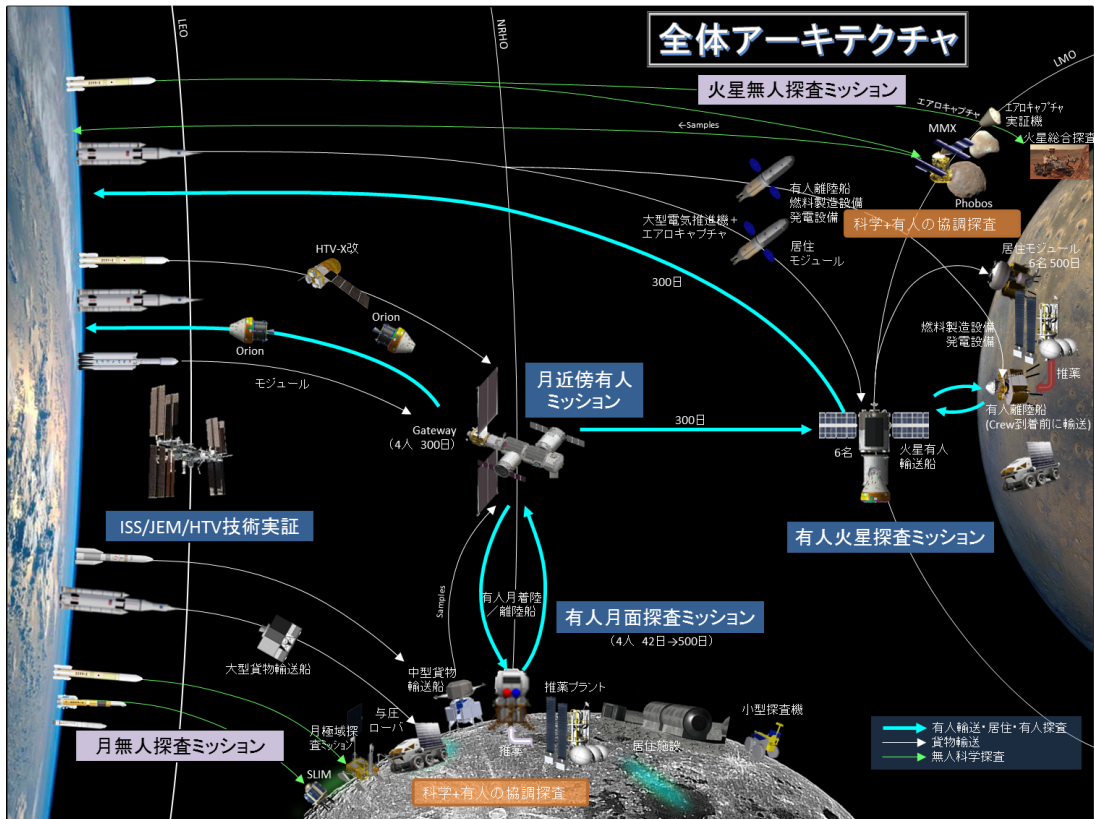 全体アーキテクチャ
LEO
NRHO
LMO
火星無人探査ミッション
エアロキャプチャ
エアロキャプチャ
実証機
MMX
火星総合探査
←Samples
Phobos
有人離陸船
燃料製造設備
発電設備
大型電気推進機+
エアロキャプチャ
居住
モジュール
科学+有人の協調探査
居住モジュール
6名 500日
HTV-X改
300日
Orion
Orion
燃料製造設備
発電設備
モジュール
月近傍有人
ミッション
推薬
Gateway
(4人 300日)
300日
有人離陸船
(Crew到着前に輸送)
6名
火星有人
輸送船
ISS/JEM/HTV技術実証
有人火星探査ミッション
Samples
有人月着陸
/離陸船
有人月面探査ミッション
(4人 42日→500日)
大型貨物輸送船
中型貨物
輸送船
推薬プラント
小型探査機
与圧
ローバ
月極域探
査ミッション
月無人探査ミッション
推薬
居住施設
SLIM
科学+有人の協調探査
有人輸送・居住・有人探査
貨物輸送
無人科学探査